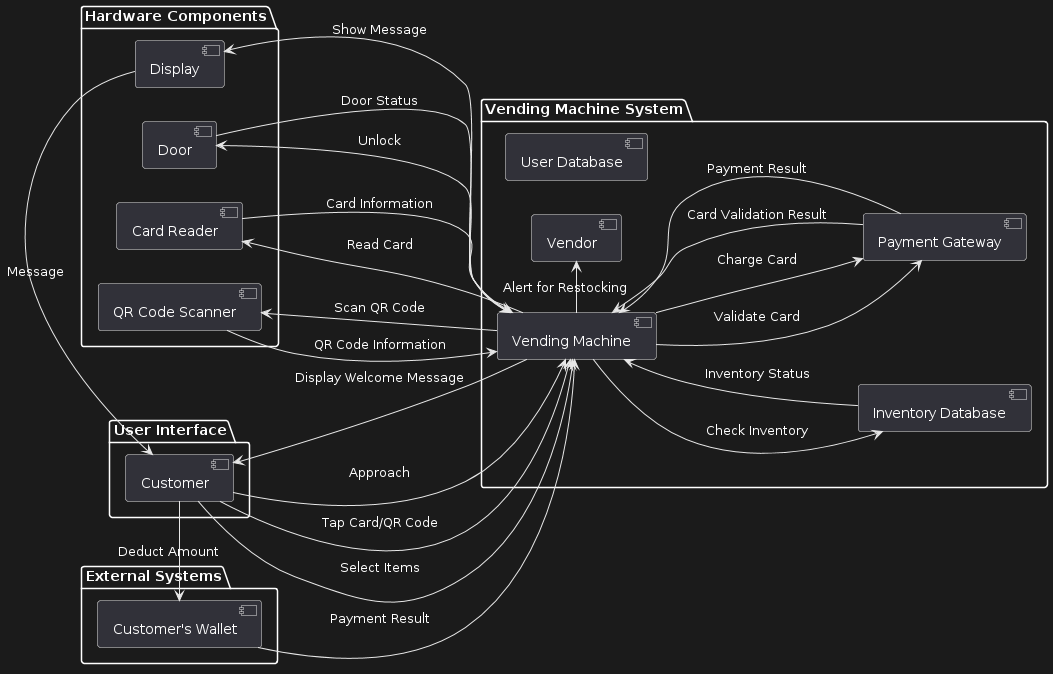 Hardware Components
Show Message
Display
Vending Machine System
Door Status
Door
Unlock
User Database
Payment Result
Card Information
Card Reader
Read Card
Card Validation Result
Vendor
Payment Gateway
Charge Card
Message
Alert for Restocking
Scan QR Code
QR Code Scanner
Validate Card
QR Code Information
Vending Machine
Display Welcome Message
Inventory Status
Inventory Database
User Interface
Check Inventory
Customer
Approach
Tap Card/QR Code
Deduct Amount
Select Items
External Systems
Customer's Wallet
Payment Result